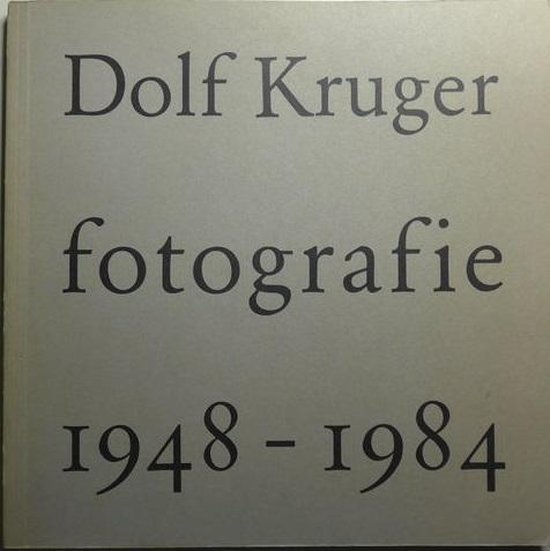 Dolf Kruger
fotografie
1948 - 1984